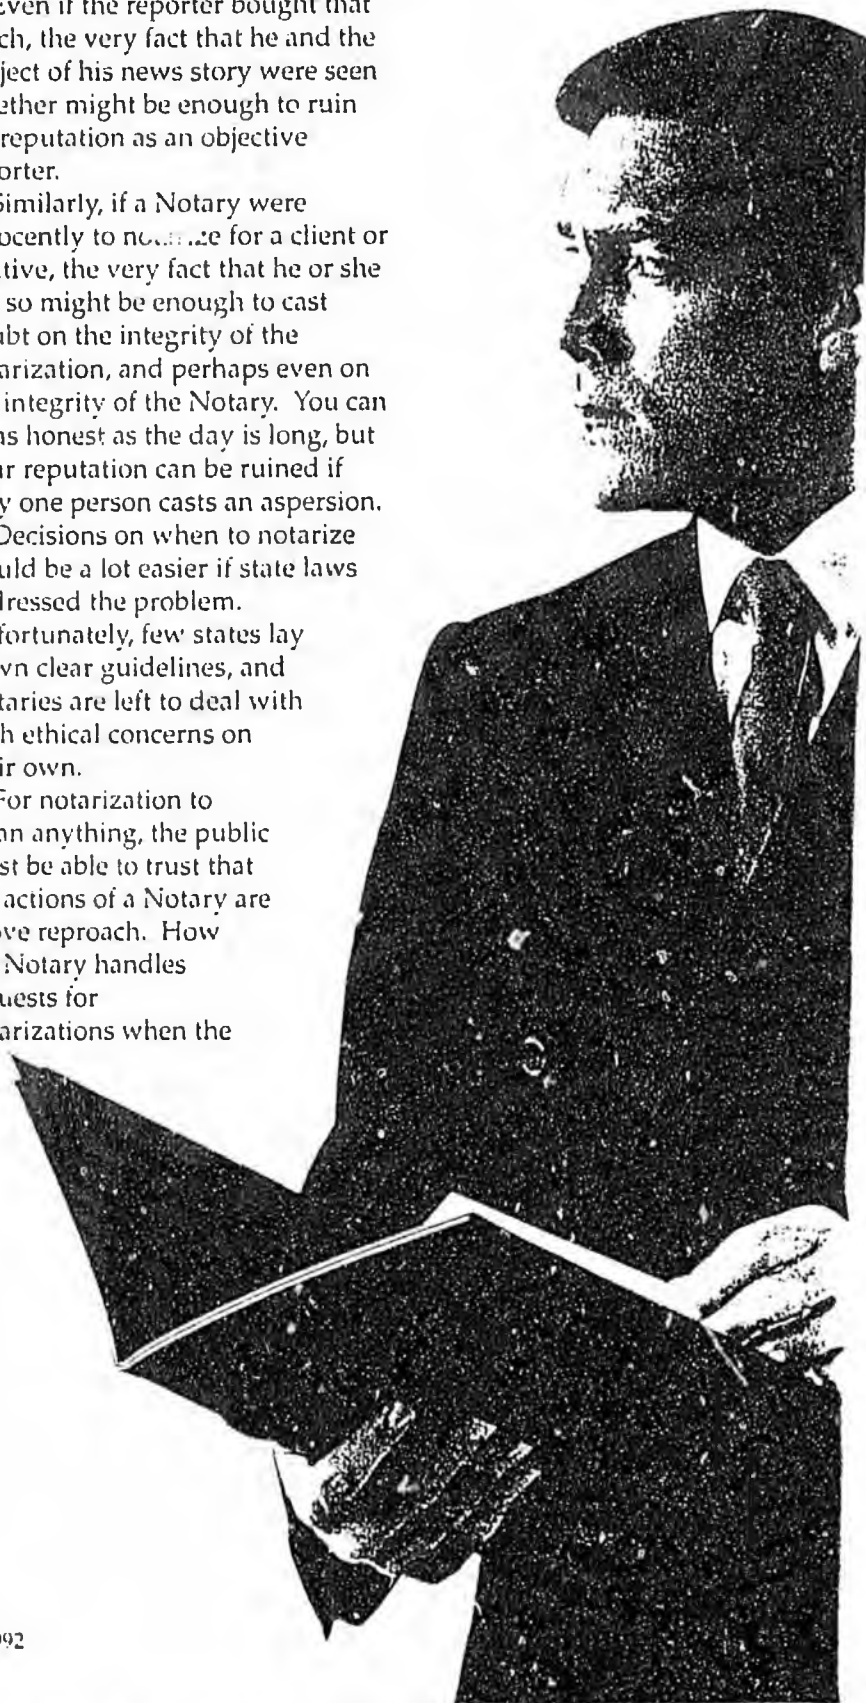 Even if the reporter bought that
ch, the very fact that he and the
ject of his news story were seen
ether might be enough to ruin
reputation as an objective
orter.
Similarly, if a Notary were
ocently to for a client or
tive, the very fact that he or she
so might be enough to cast
ubt on the integrity of the
arization, and perhaps even on
integrity of the Notary. You can
as honest as the day is long, but
ur reputation can be ruined if
y one person casts an aspersion.
Decisions on when to notarize
uld be a lot easier if state laws
dressed the problem.
fortunately, few states lay
wn clear guidelines, and
taries are left to deal with
h ethical concerns on
ir own.
For notarization to
an anything, the public
st be able to trust that
actions of a Notary are
ove reproach. How
Notary handles
uests for
arizations when the
992